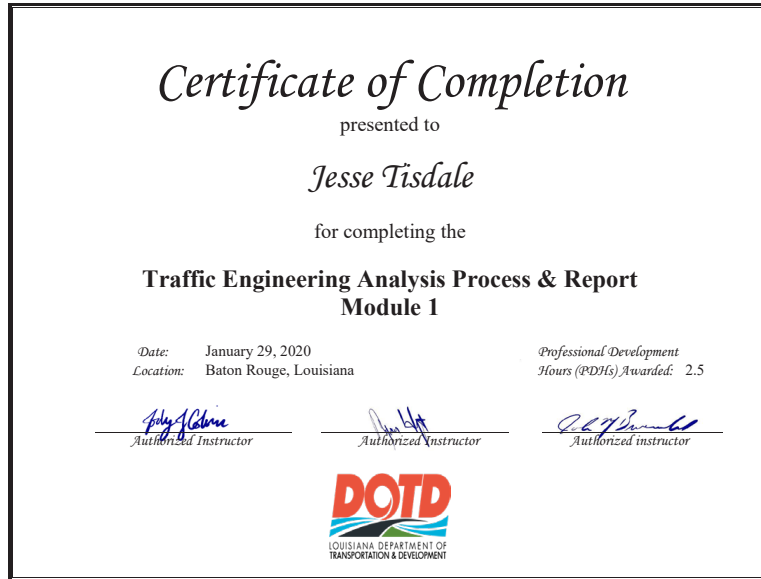 Certificate of Completion
presented to
Jesse Tisdale
for completing the
Traffic Engineering Analysis Process & Report
Module 1
Date: January 29, 2020
Location: Baton Rouge, Louisiana
Professional Development
Hours (PDHs) Awarded: 2.5
Authorized Instructor
Authorized Instructor
Authorized instructor
DOTD
LOUISIANA DEPARTMENT OF
TRANSPORTATION & DEVELOPMENT